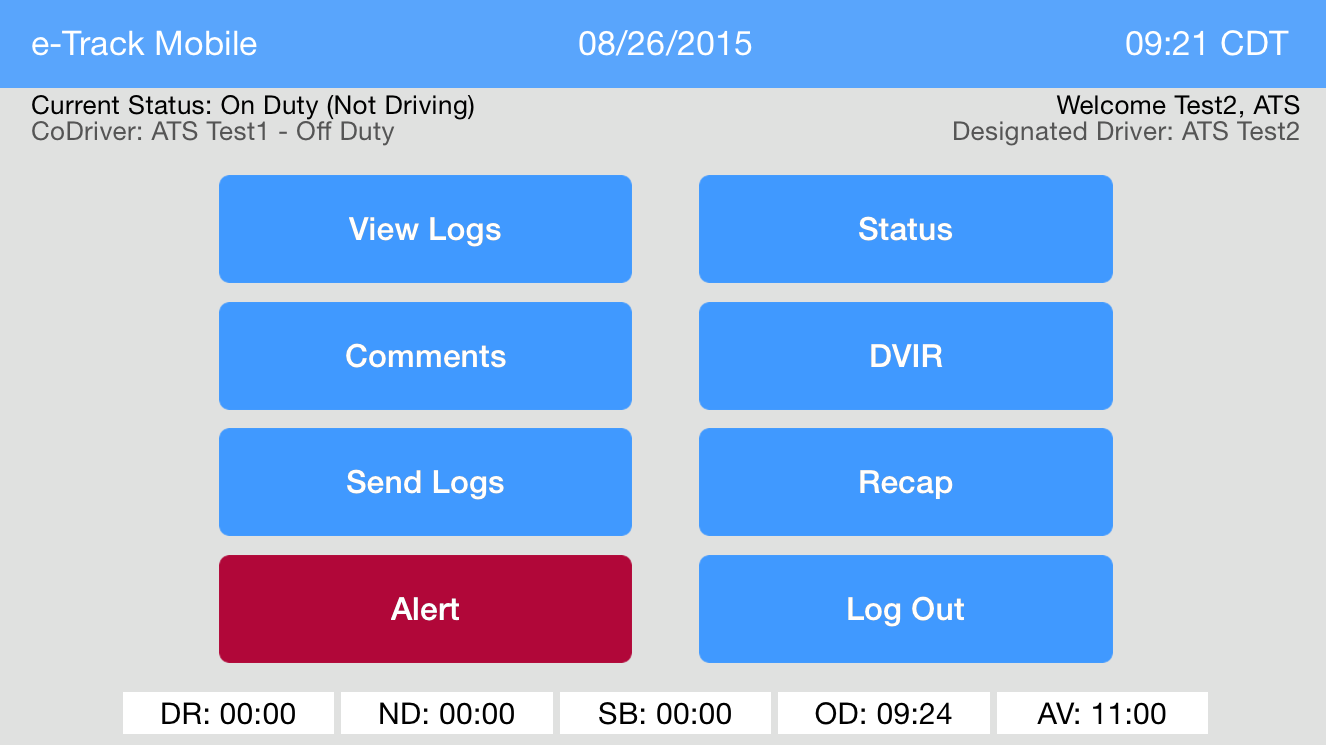 e-Track Mobile 08/26/2015 09:21 CDT
Current Status: On Duty (Not Driving) Welcome Test2, ATS
CoDriver: ATS Test1 - Off Duty Designated Driver: ATS Test2
View Logs Status
Comments DVIR
Send Logs Recap
Alert Log Out
DR: 00:00 ND: 00:00 SB: 00:00 OD: 09:24 AV: 11:00